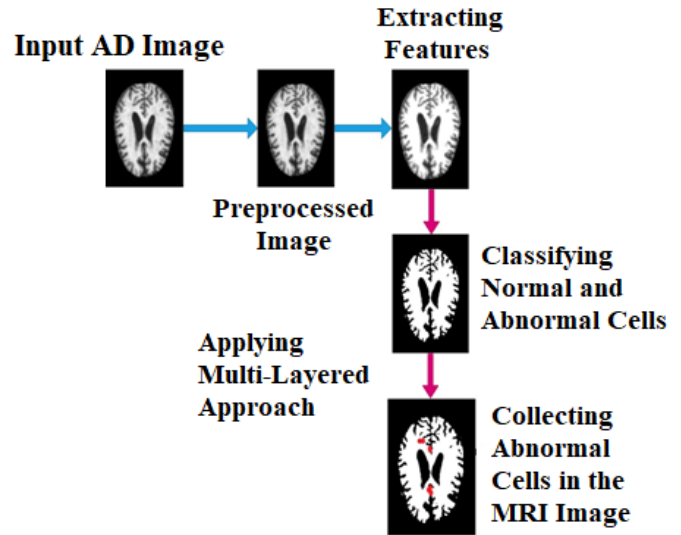 Input AD Image
Extracting
Features
Preprocessed
Image
Classifying
Normal and
Abnormal Cells
Applying
Multi-Layered
Approach
Collecting
Abnormal
Cells in the
MRI Image